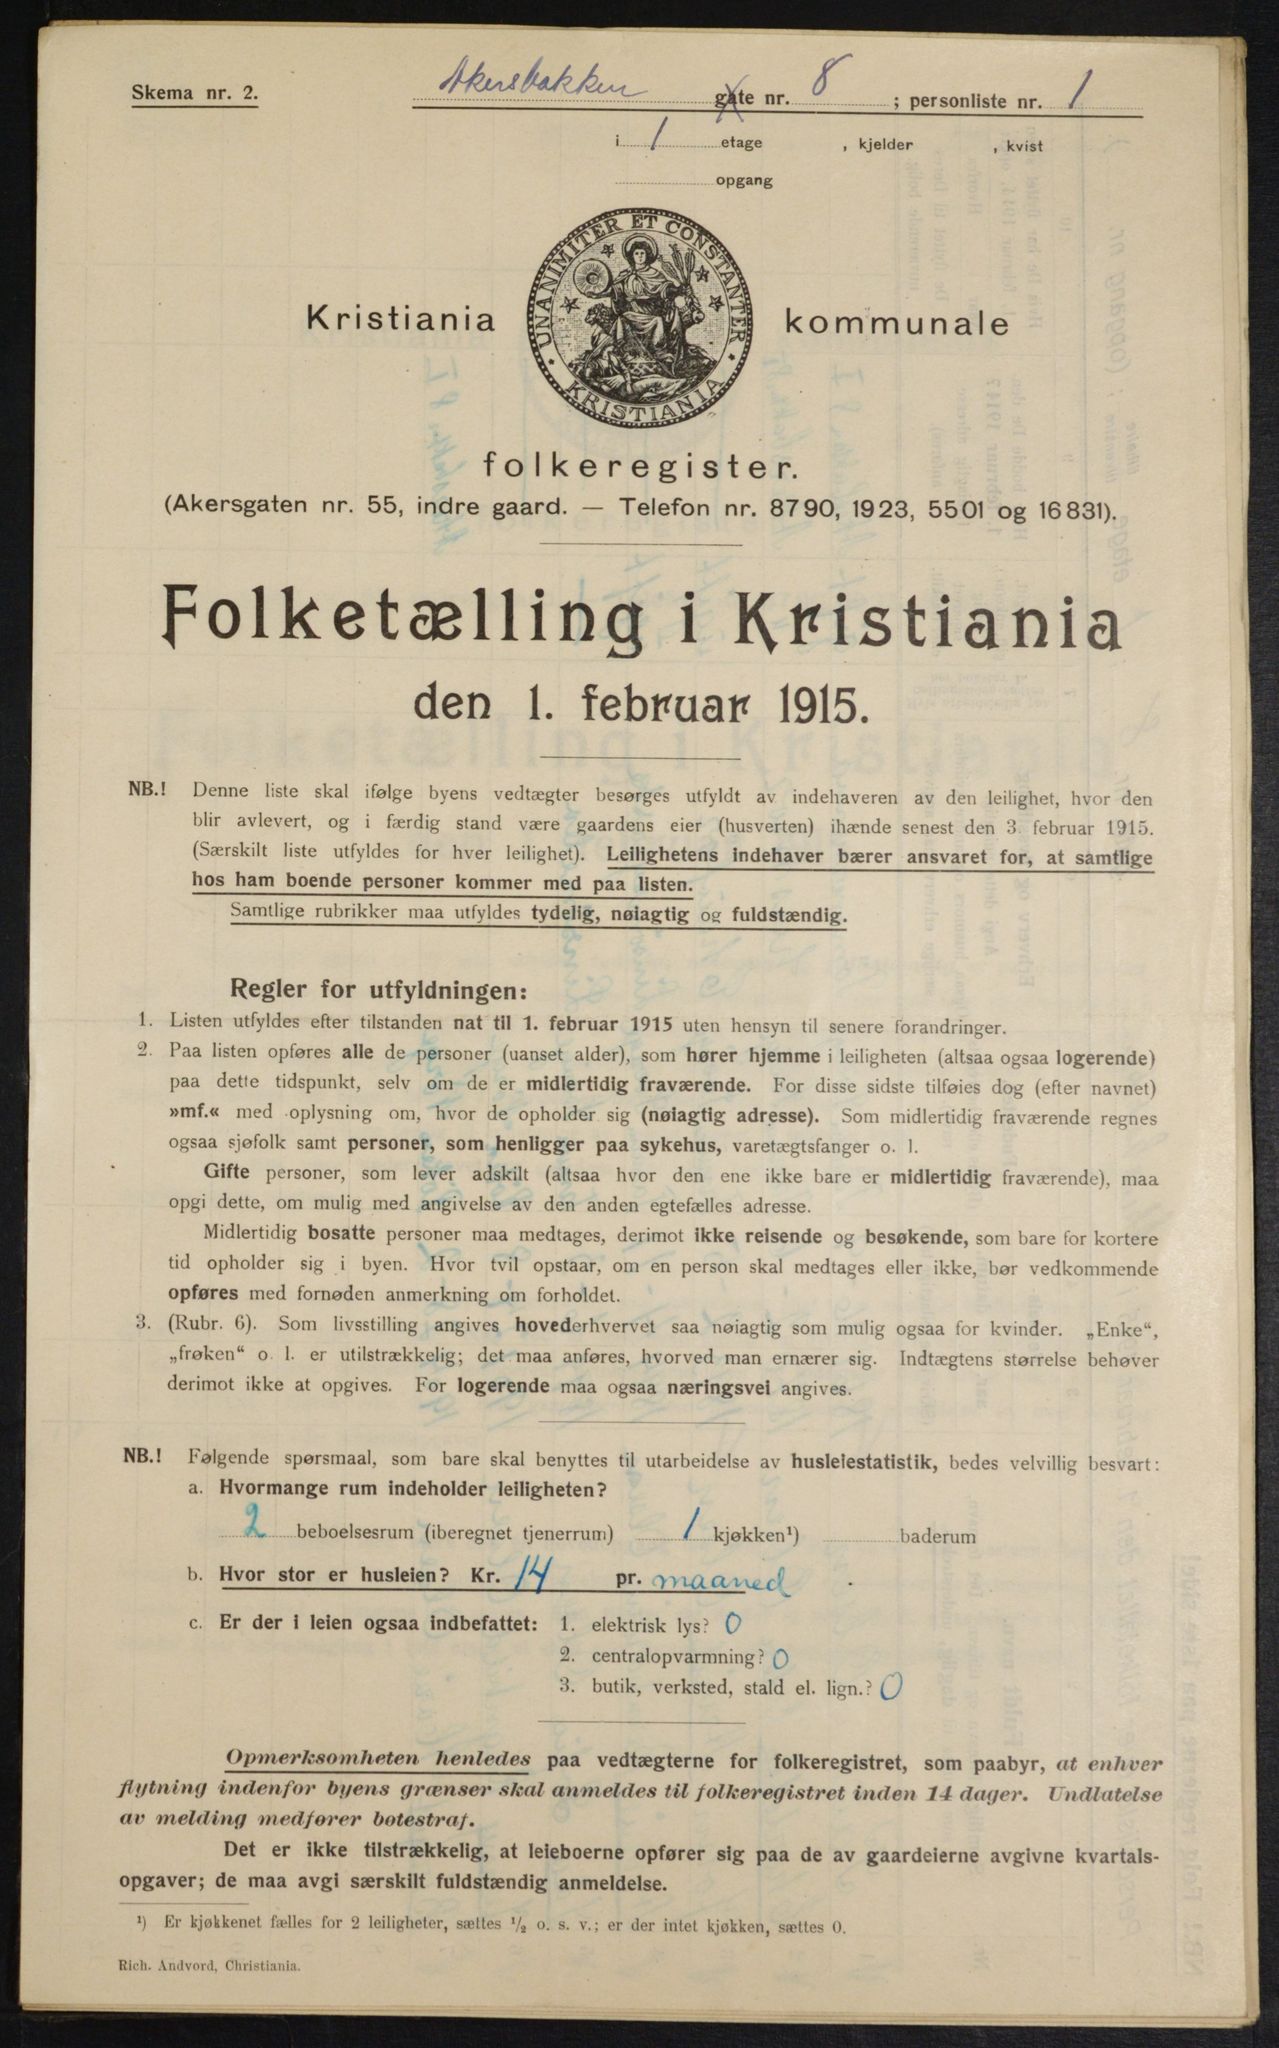 Skema nr. 2.
Akersbakken gate nr. 8 ; personliste nr. 1
i 1 etage , kjelder , kvist
opgang
UNANIMITER ET CONSTANTER
KRISTIANIA
Kristiania kommunale
folkeregister.
(Akersgaten nr. 55, indre gaard. — Telefon nr. 8790, 1923, 5501 og 16831).
Folketælling i Kristiania
den 1. februar 1915.
NB.! Denne liste skal ifølge byens vedtægter besørges utfyldt av indehaveren av den leilighet, hvor den
blir avlevert, og i færdig stand være gaardens eier (husverten) ihænde senest den 3. februar 1915.
(Særskilt liste utfyldes for hver leilighet). Leilighetens indehaver bærer ansvaret for, at samtlige
hos ham boende personer kommer med paa listen.
Samtlige rubrikker maa utfyldes tydelig, nøiagtig og fuldstændig.
Regler for utfyldningen:
1. Listen utfyldes efter tilstanden nat til 1. februar 1915 uten hensyn til senere forandringer.
2. Paa listen opføres alle de personer (uanset alder), som hører hjemme i leiligheten (altsaa ogsaa logerende)
paa dette tidspunkt, selv om de er midlertidig fraværende. For disse sidste tilføies dog (efter navnet)
»mf.« med oplysning om, hvor de opholder sig (nøiagtig adresse). Som midlertidig fraværende regnes
ogsaa sjøfolk samt personer, som henligger paa sykehus, varetægtsfanger o. l.
Gifte personer, som lever adskilt (altsaa hvor den ene ikke bare er midlertidig fraværende), maa
opgi dette, om mulig med angivelse av den anden egtefælles adresse.
Midlertidig bosatte personer maa medtages, derimot ikke reisende og besøkende, som bare for kortere
tid opholder sig i byen. Hvor tvil opstaar, om en person skal medtages eller ikke, bør vedkommende
opføres med fornøden anmerkning om forholdet.
3. (Rubr. 6). Som livsstilling angives hovederhvervet saa nøiagtig som mulig ogsaa for kvinder. „Enke“,
„frøken“ o. l. er utilstrækkelig; det maa anføres, hvorved man ernærer sig. Indtægtens størrelse behøver
derimot ikke at opgives. For logerende maa ogsaa næringsvei angives.
NB.! Følgende spørsmaal, som bare skal benyttes til utarbeidelse av husleiestatistik, bedes velvillig besvart:
a. Hvormange rum indeholder leiligheten?
2 beboelsesrum (iberegnet tjenerrum) 1 kjøkken¹) baderum
b. Hvor stor er husleien? Kr. 14 pr. maaned
c. Er der i leien ogsaa indbefattet: 1. elektrisk lys? 0
2. centralopvarmning? 0
3. butik, verksted, stald el. lign.? 0
Opmerksomheten henledes paa vedtægterne for folkeregistret, som paabyr, at enhver
flytning indenfor byens grænser skal anmeldes til folkeregistret inden 14 dager. Undlatelse
av melding medfører bøtestraf.
Det er ikke tilstrækkelig, at leieboerne opfører sig paa de av gaardeierne avgivne kvartals-
opgaver; de maa avgi særskilt fuldstændig anmeldelse.
¹) Er kjøkkenet fælles for 2 leiligheter, sættes ½ o. s. v.; er der intet kjøkken, sættes 0.
Rich. Andvord, Christiania.